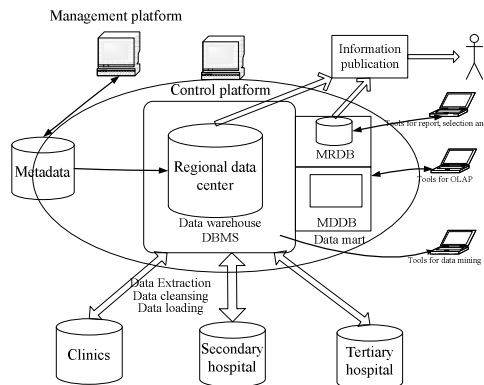 Management platform
Information
publication
Control platform
Tools for report, selection an
Metadata
Regional data
center
MRDB
Tools for OLAP
MDDB
Data warehouse
DBMS
Data mart
Tools for data mining
Data Extraction
Data cleansing
Data loading
Clinics
Secondary
hospital
Tertiary
hospital